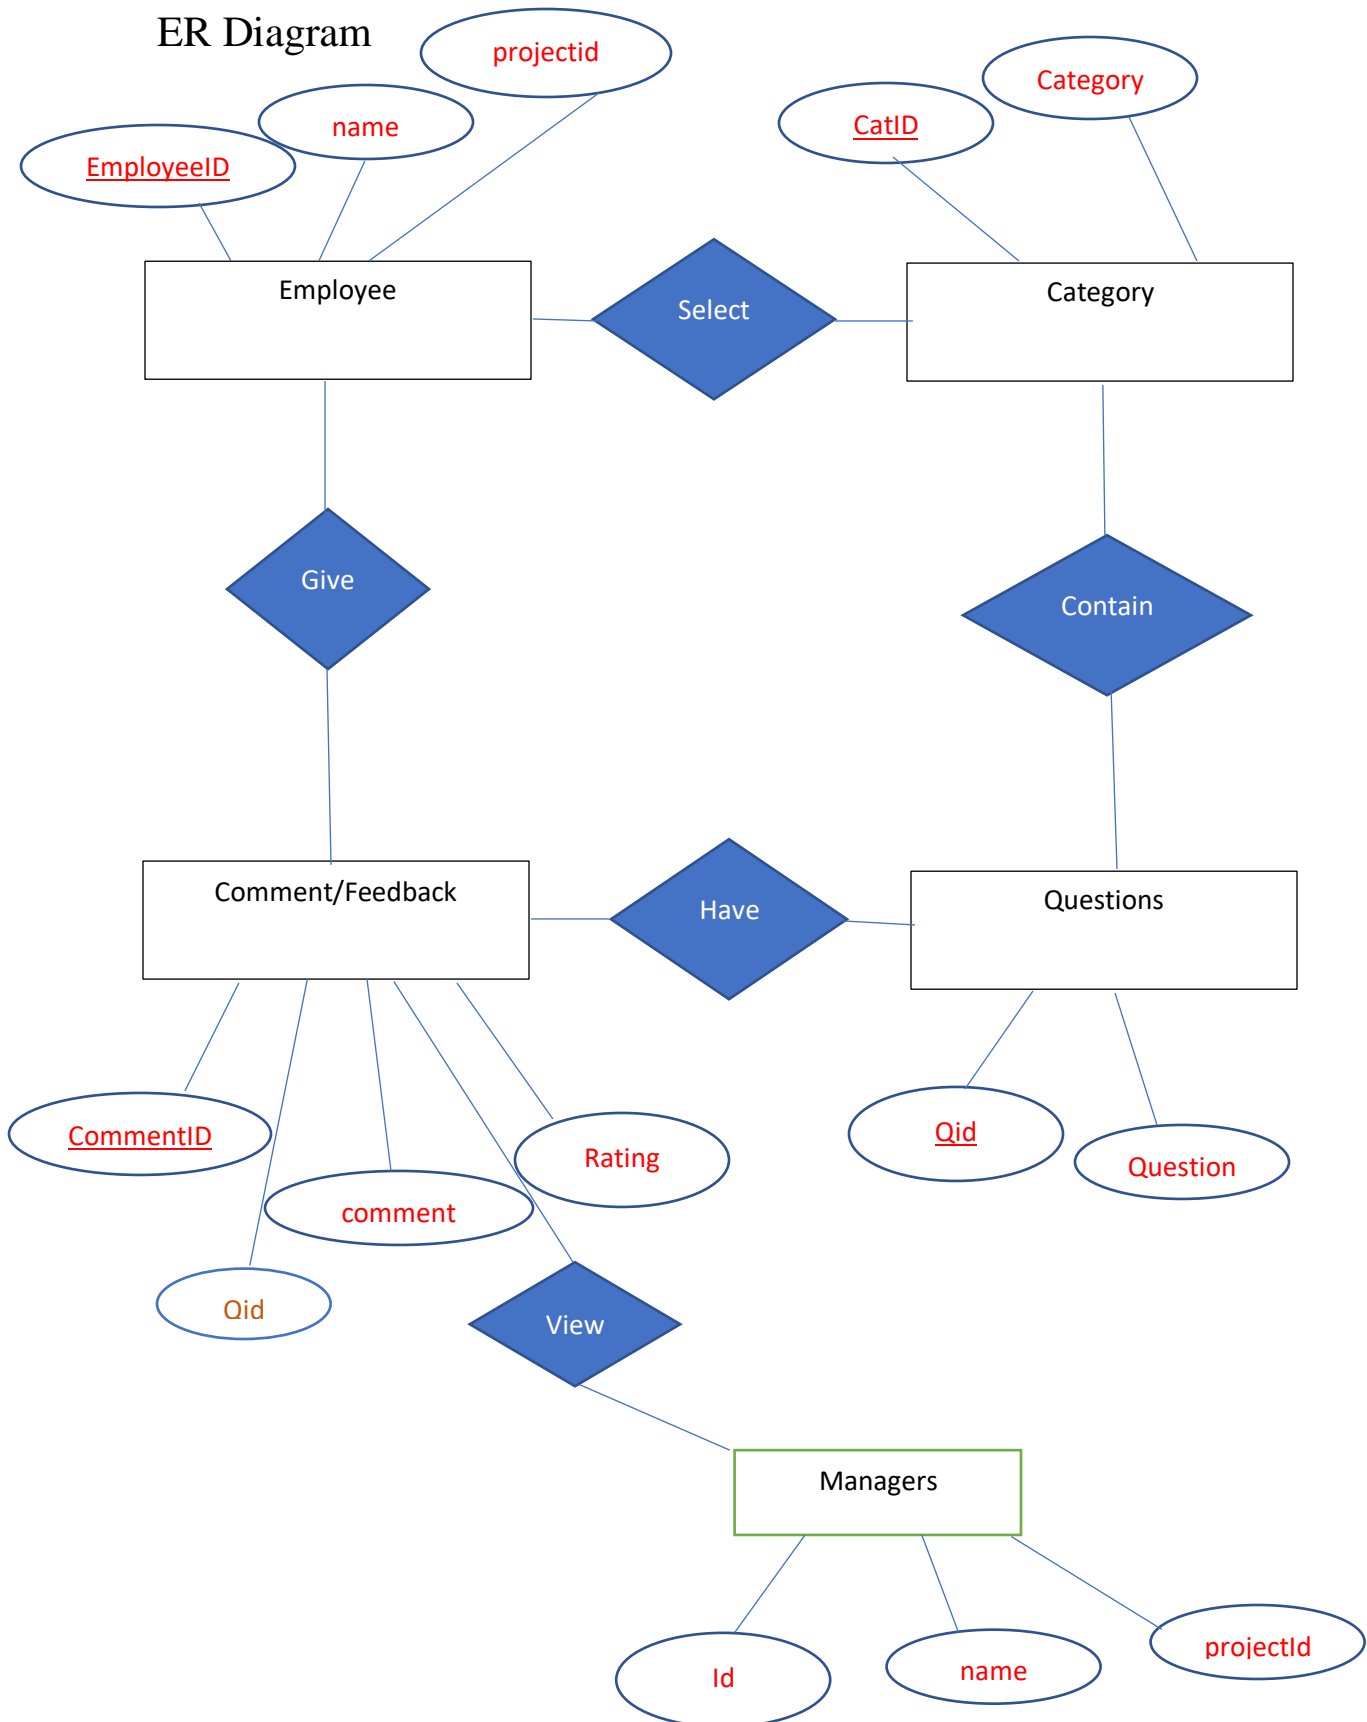 ER Diagram
projectid
Category
name
CatID
EmployeeID
Employee
Select
Category
Give
Contain
Comment/Feedback
Have
Questions
CommentID
Rating
Qid
Question
comment
Qid
View
Managers
Id
name
projectId